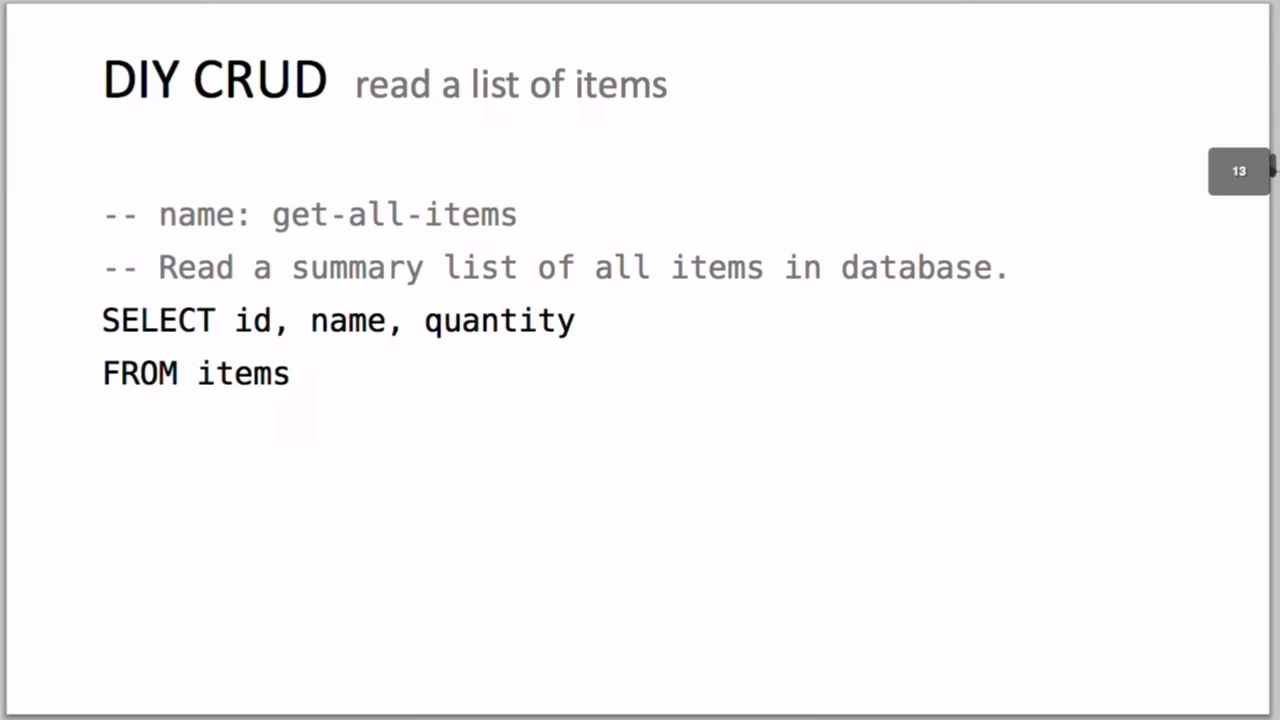 DIY CRUD read a list of items
13
-- name: get-all-items
-- Read a summary list of all items in database.
SELECT id, name, quantity
FROM items